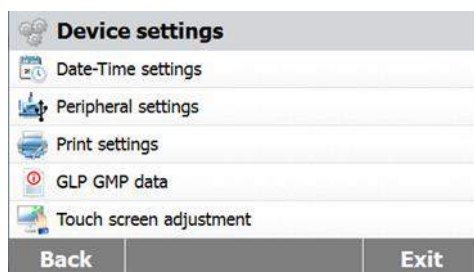 Device settings
Date-Time settings
Peripheral settings
Print settings
GLP GMP data
Touch screen adjustment
Back
Exit